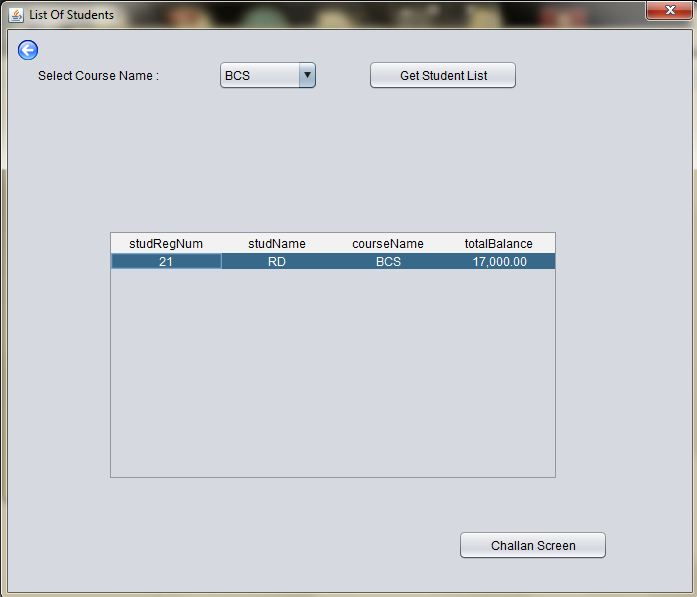 List Of Students
Select Course Name : BCS Get Student List
studRegNum studName courseName totalBalance
21 RD BCS 17,000.00
Challan Screen